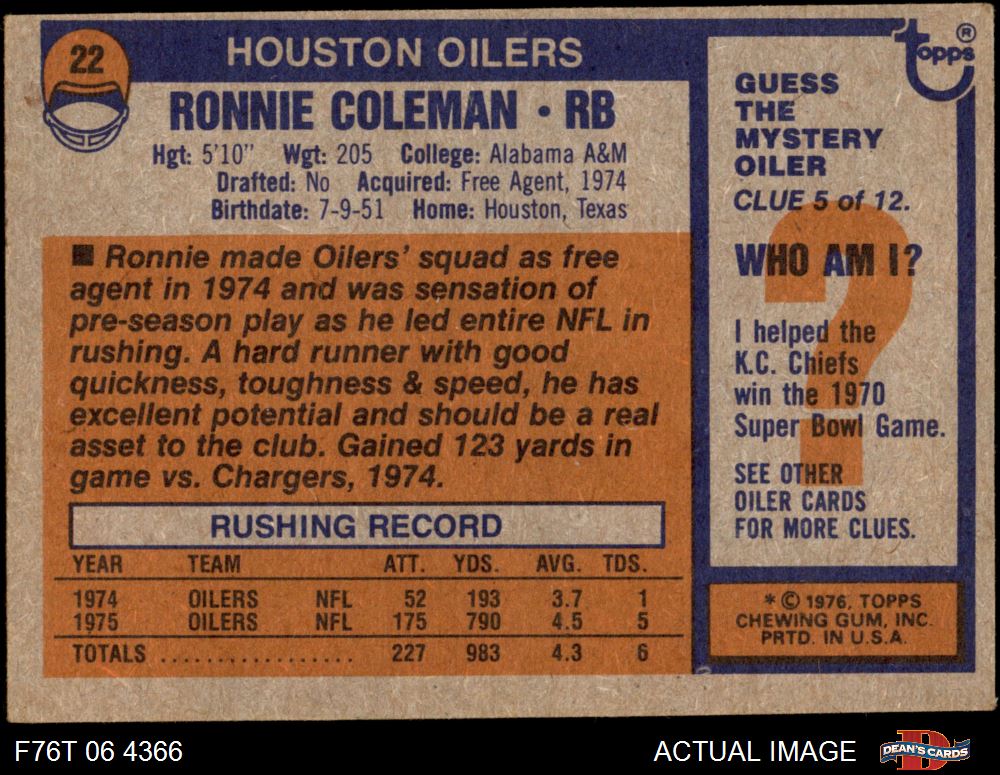 22
HOUSTON OILERS
RONNIE COLEMAN • RB
Hgt: 5'10" Wgt: 205 College: Alabama A&M
Drafted: No Acquired: Free Agent, 1974
Birthdate: 7-9-51 Home: Houston, Texas
■ Ronnie made Oilers' squad as free
agent in 1974 and was sensation of
pre-season play as he led entire NFL in
rushing. A hard runner with good
quickness, toughness & speed, he has
excellent potential and should be a real
asset to the club. Gained 123 yards in
game vs. Chargers, 1974.
RUSHING RECORD
YEAR TEAM ATT. YDS. AVG. TDS.
1974 OILERS NFL 52 193 3.7 1
1975 OILERS NFL 175 790 4.5 5
TOTALS .................. 227 983 4.3 6
topps ®
GUESS
THE
MYSTERY
OILER
CLUE 5 of 12.
?
WHO AM I?
I helped the
K.C. Chiefs
win the 1970
Super Bowl Game.
SEE OTHER
OILER CARDS
FOR MORE CLUES.
* © 1976, TOPPS
CHEWING GUM, INC.
PRTD. IN U.S.A.
F76T 06 4366
ACTUAL IMAGE
D
DEAN'S CARDS